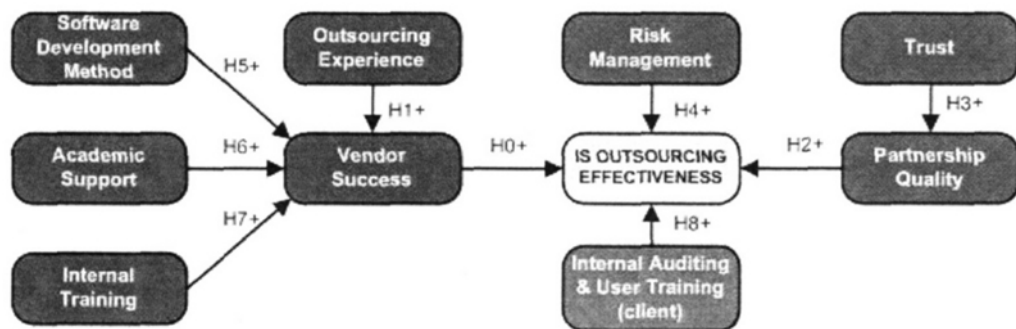 Software
Development
Method
Outsourcing
Experience
Risk
Management
Trust
H5+
H1+
H4+
H3+
Academic
Support
H6+
Vendor
Success
H0+
IS OUTSOURCING
EFFECTIVENESS
H2+
Partnership
Quality
H7+
H8+
Internal
Training
Internal Auditing
& User Training
(client)